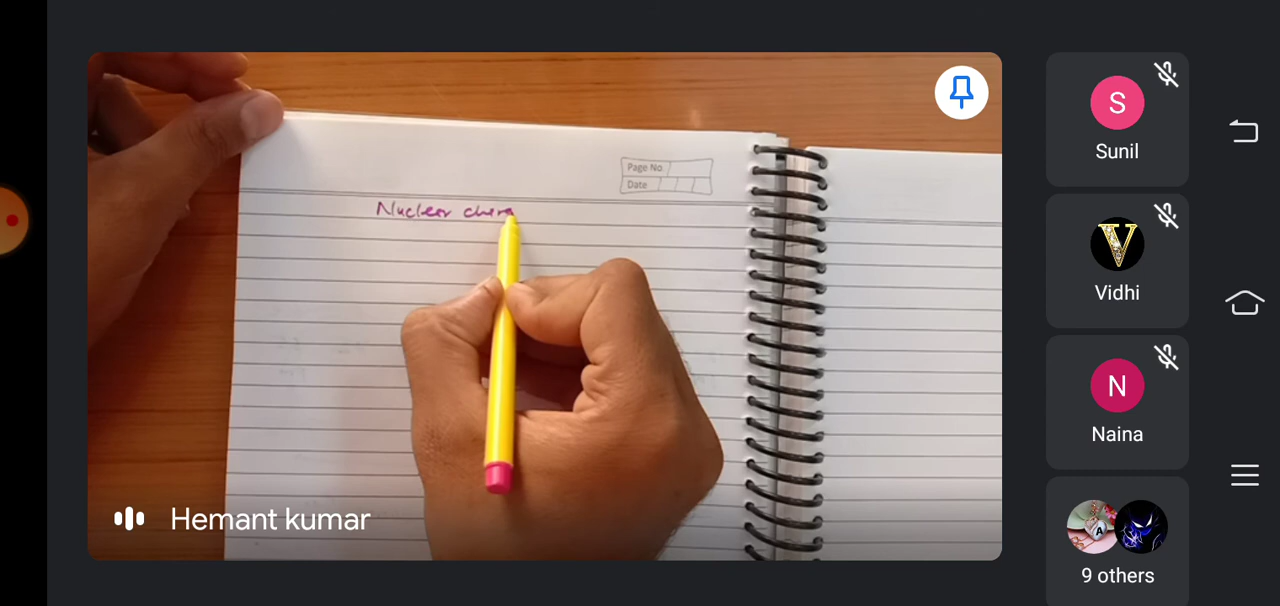 Page No
Date
Nuclear
Hemant kumar
S
Sunil
V
Vidhi
N
Naina
A
9 others